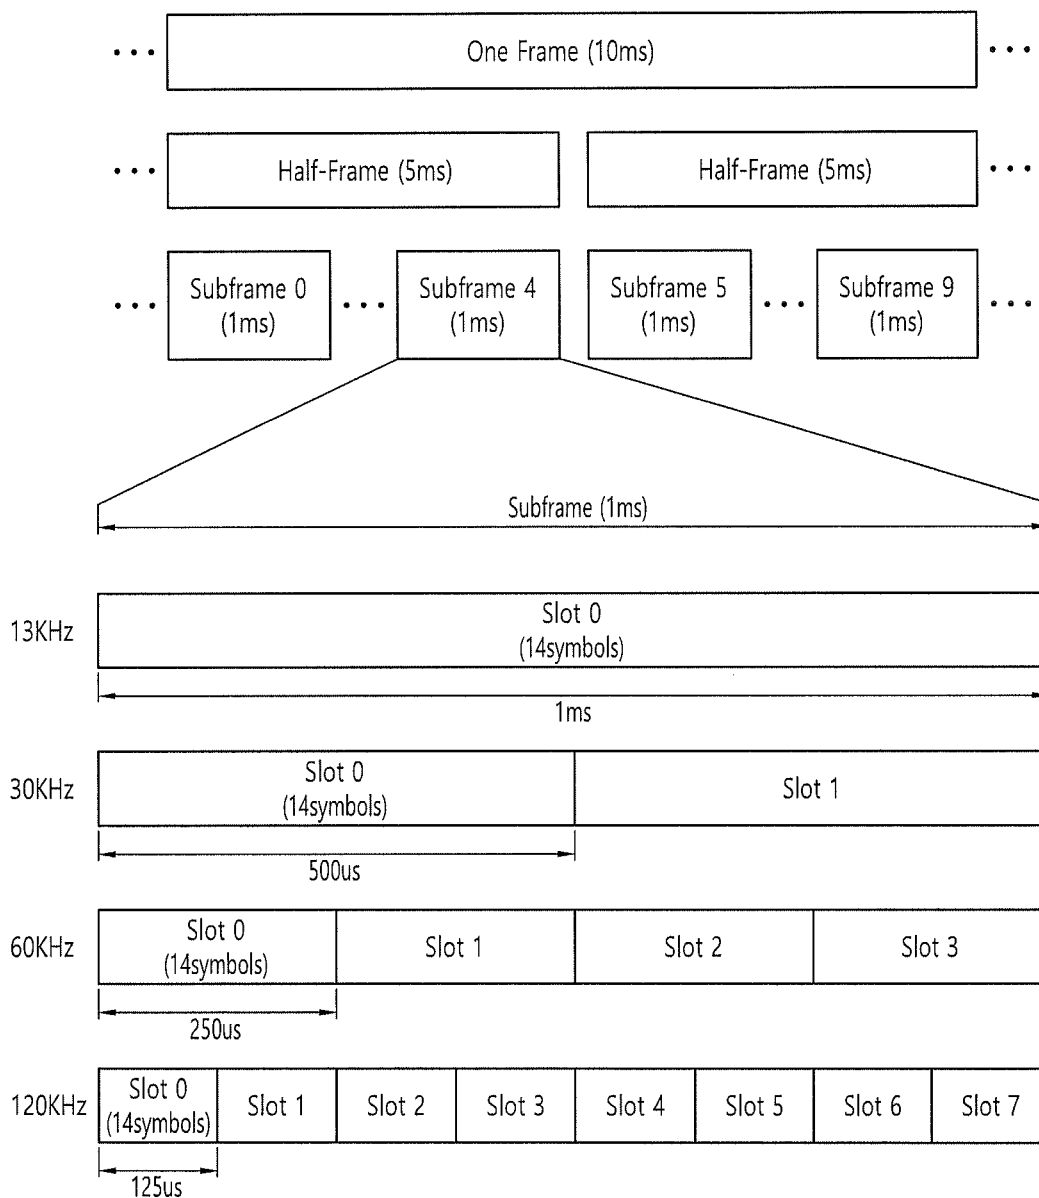 ... One Frame (10ms) ...
... Half-Frame (5ms) Half-Frame (5ms) ...
... Subframe 0 ... Subframe 4 Subframe 5 ... Subframe 9 ...
(1ms) (1ms) (1ms) (1ms)
Subframe (1ms)
13KHz Slot 0
(14symbols)
1ms
30KHz Slot 0 Slot 1
(14symbols)
500us
60KHz Slot 0 Slot 1 Slot 2 Slot 3
(14symbols)
250us
120KHz Slot 0 Slot 1 Slot 2 Slot 3 Slot 4 Slot 5 Slot 6 Slot 7
(14symbols)
125us